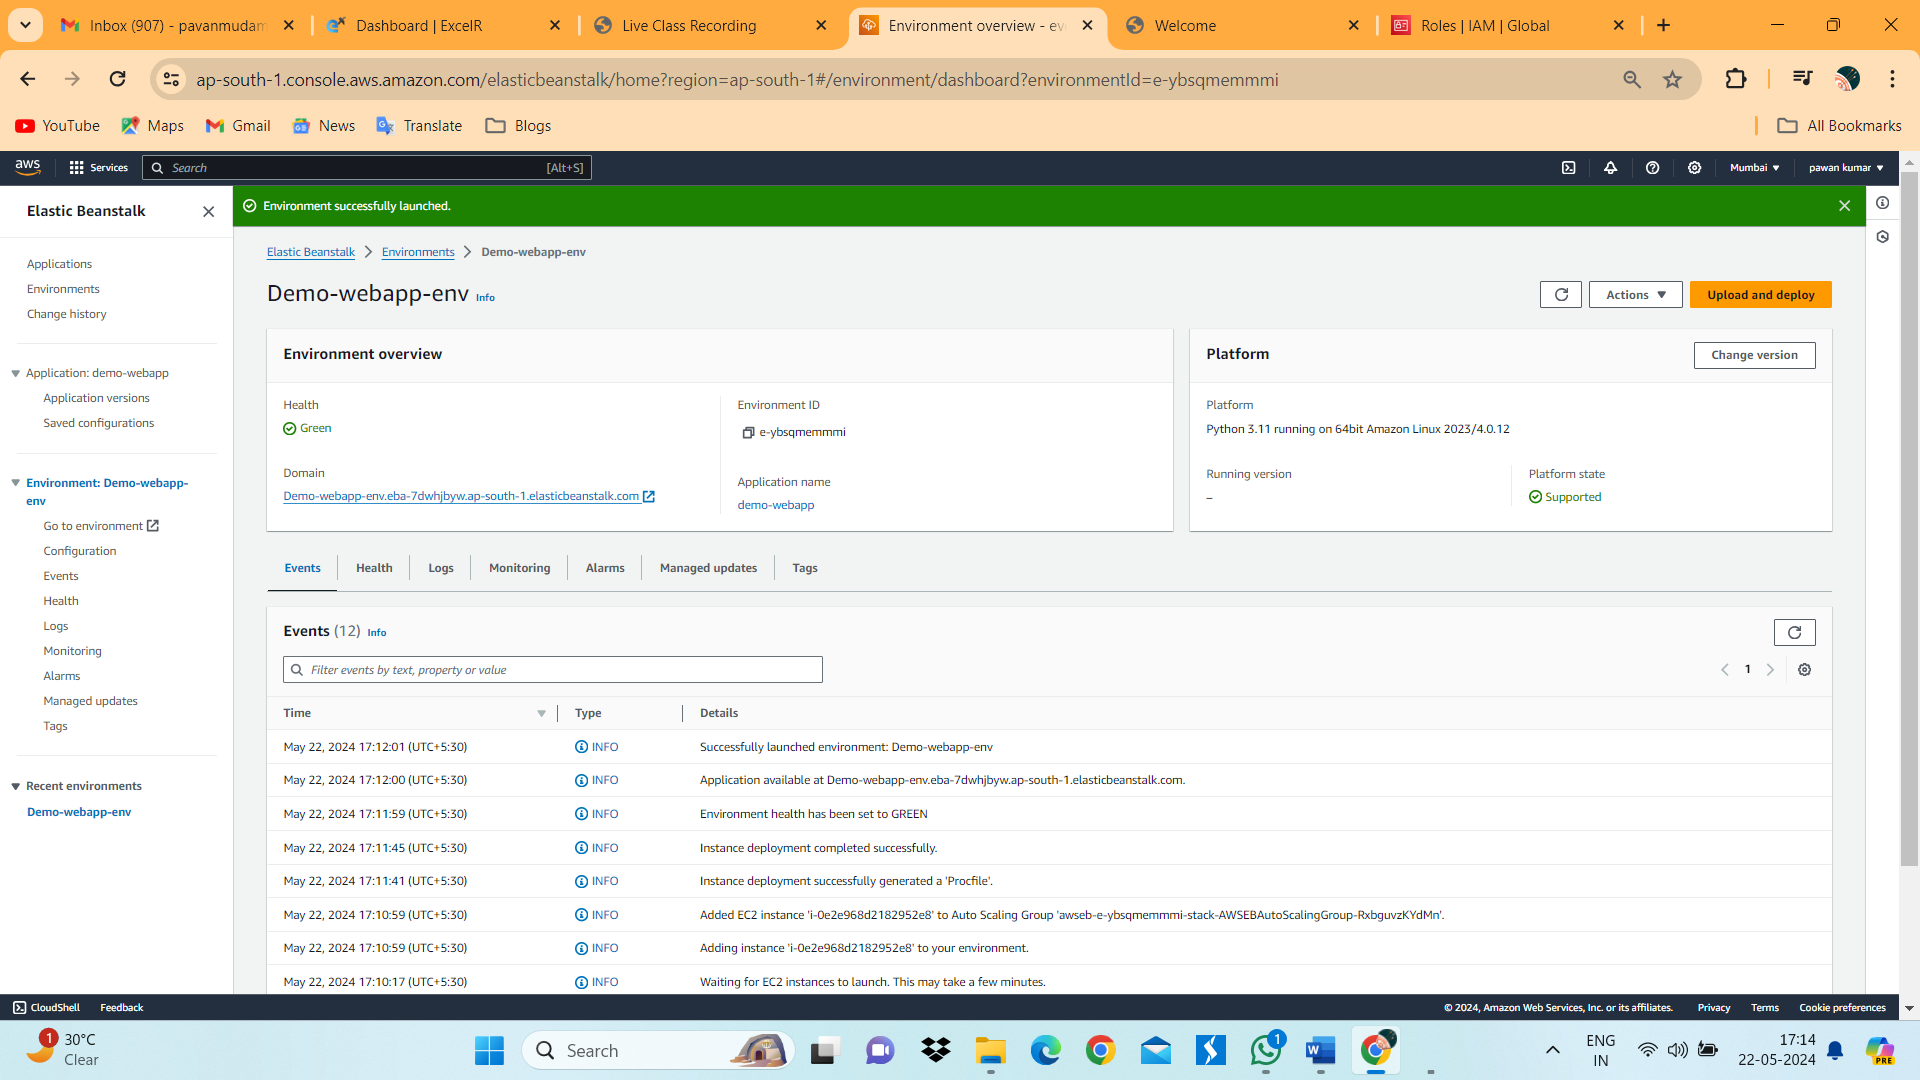 Inbox (907) - pavanmudam
Dashboard | ExcelR
Live Class Recording
Environment overview - eve
Welcome
Roles | IAM | Global
ap-south-1.console.aws.amazon.com/elasticbeanstalk/home?region=ap-south-1#/environment/dashboard?environmentId=e-ybsqmemmmi
YouTube
Maps
Gmail
News
Translate
Blogs
All Bookmarks
aws
Services
Search
[Alt+S]
Mumbai
pawan kumar
Elastic Beanstalk
Applications
Environments
Change history
Application: demo-webapp
Application versions
Saved configurations
Environment: Demo-webapp-
env
Go to environment
Configuration
Events
Health
Logs
Monitoring
Alarms
Managed updates
Tags
Recent environments
Demo-webapp-env
Environment successfully launched.
Elastic Beanstalk
Environments
Demo-webapp-env
Demo-webapp-env Info
Actions
Upload and deploy
Environment overview
Health
Green
Domain
Demo-webapp-env.eba-7dwhjbyw.ap-south-1.elasticbeanstalk.com
Environment ID
e-ybsqmemmmi
Application name
demo-webapp
Platform
Change version
Platform
Python 3.11 running on 64bit Amazon Linux 2023/4.0.12
Running version
–
Platform state
Supported
Events
Health
Logs
Monitoring
Alarms
Managed updates
Tags
Events (12) Info
Filter events by text, property or value
1
Time Type Details
May 22, 2024 17:12:01 (UTC+5:30) INFO Successfully launched environment: Demo-webapp-env
May 22, 2024 17:12:00 (UTC+5:30) INFO Application available at Demo-webapp-env.eba-7dwhjbyw.ap-south-1.elasticbeanstalk.com.
May 22, 2024 17:11:59 (UTC+5:30) INFO Environment health has been set to GREEN
May 22, 2024 17:11:45 (UTC+5:30) INFO Instance deployment completed successfully.
May 22, 2024 17:11:41 (UTC+5:30) INFO Instance deployment successfully generated a 'Procfile'.
May 22, 2024 17:10:59 (UTC+5:30) INFO Added EC2 instance 'i-0e2e968d2182952e8' to Auto Scaling Group 'awseb-e-ybsqmemmmi-stack-AWSEBAutoScalingGroup-RxbguvzKYdMn'.
May 22, 2024 17:10:59 (UTC+5:30) INFO Adding instance 'i-0e2e968d2182952e8' to your environment.
May 22, 2024 17:10:17 (UTC+5:30) INFO Waiting for EC2 instances to launch. This may take a few minutes.
CloudShell
Feedback
© 2024, Amazon Web Services, Inc. or its affiliates.
Privacy
Terms
Cookie preferences
1
30°C
Clear
Search
1
ENG
IN
17:14
22-05-2024
PRE